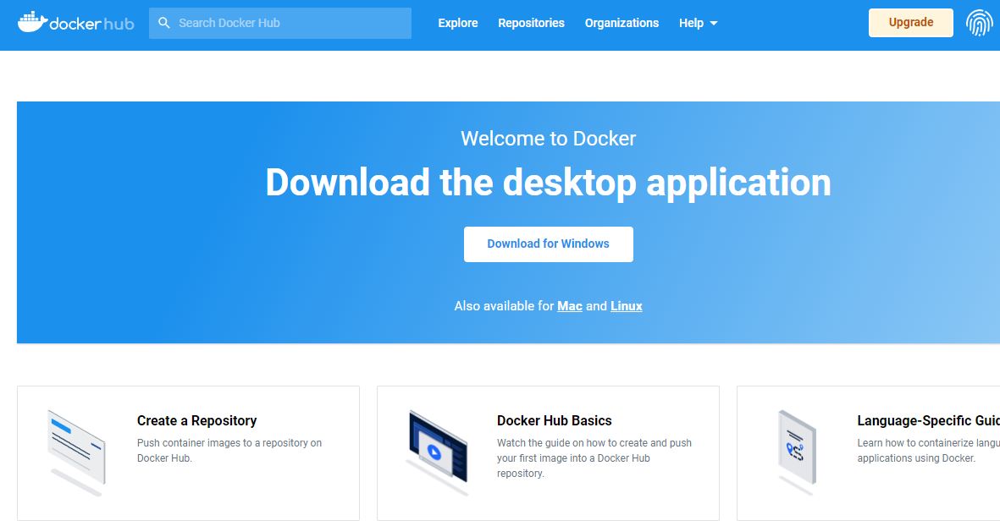 docker hub
Search Docker Hub
Explore
Repositories
Organizations
Help
Upgrade
Welcome to Docker
Download the desktop application
Download for Windows
Also available for Mac and Linux
Create a Repository
Push container images to a repository on
Docker Hub.
Docker Hub Basics
Watch the guide on how to create and push
your first image into a Docker Hub
repository.
Language-Specific Guid
Learn how to containerize langu
applications using Docker.